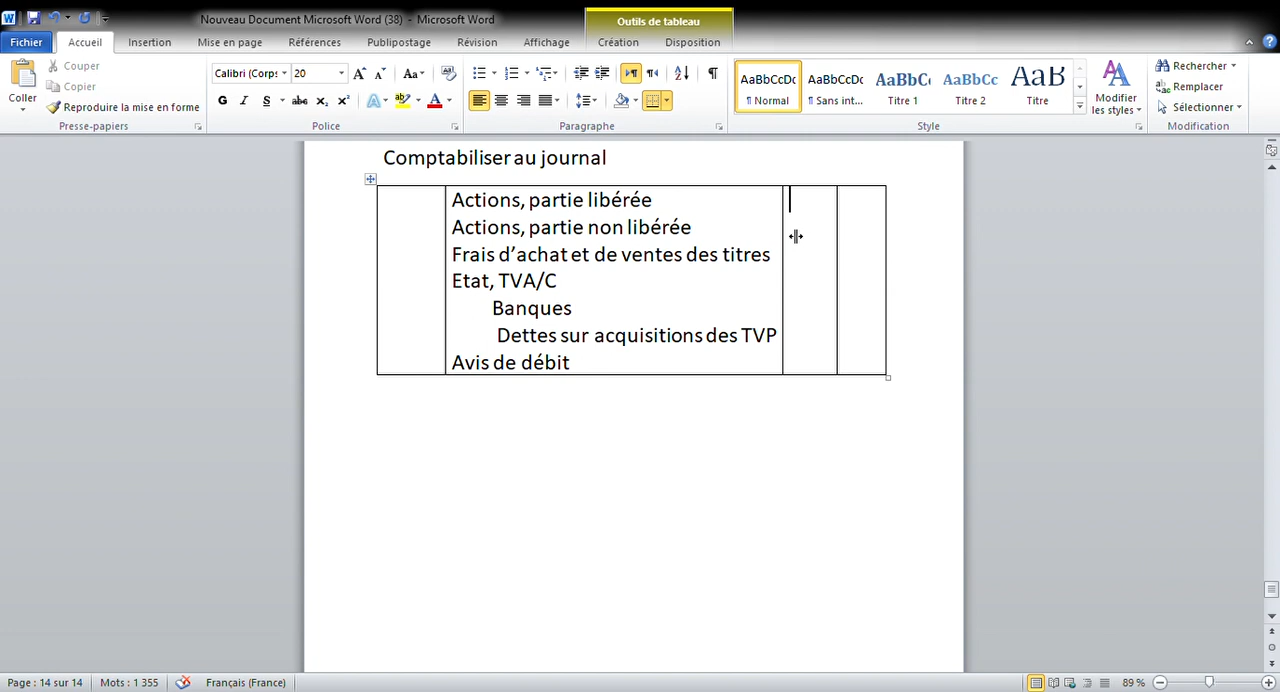 Nouveau Document Microsoft Word (38) - Microsoft Word
Outils de tableau
Fichier Accueil Insertion Mise en page Références Publipostage Révision Affichage Création Disposition
Coller
Couper
Copier
Reproduire la mise en forme
Presse-papiers
Calibri (Corps 20
G I S abc x₂ x²
Police
Paragraphe
AaBbCcDc AaBbCcDc AaBbC AaBbCc AaB
¶ Normal ¶ Sans int... Titre 1 Titre 2 Titre
Modifier les styles
Style
Rechercher
Remplacer
Sélectionner
Modification
Comptabiliser au journal
Actions, partie libérée
Actions, partie non libérée
Frais d’achat et de ventes des titres
Etat, TVA/C
Banques
Dettes sur acquisitions des TVP
Avis de débit
Page : 14 sur 14 Mots : 1 355 Français (France) 89 %